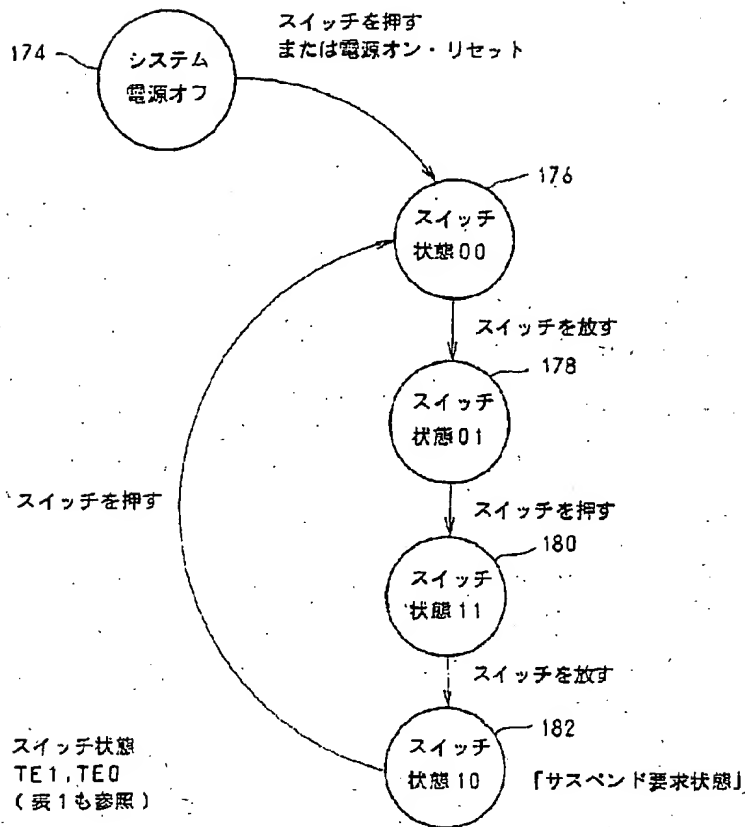 174
システム
電源オフ
スイッチを押す
または電源オン・リセット
176
スイッチ
状態00
スイッチを放す
178
スイッチ
状態01
スイッチを押す
スイッチを押す
180
スイッチ
状態11
スイッチを放す
182
スイッチ
状態10
「サスペンド要求状態」
スイッチ状態
TE1,TE0
(表1も参照)